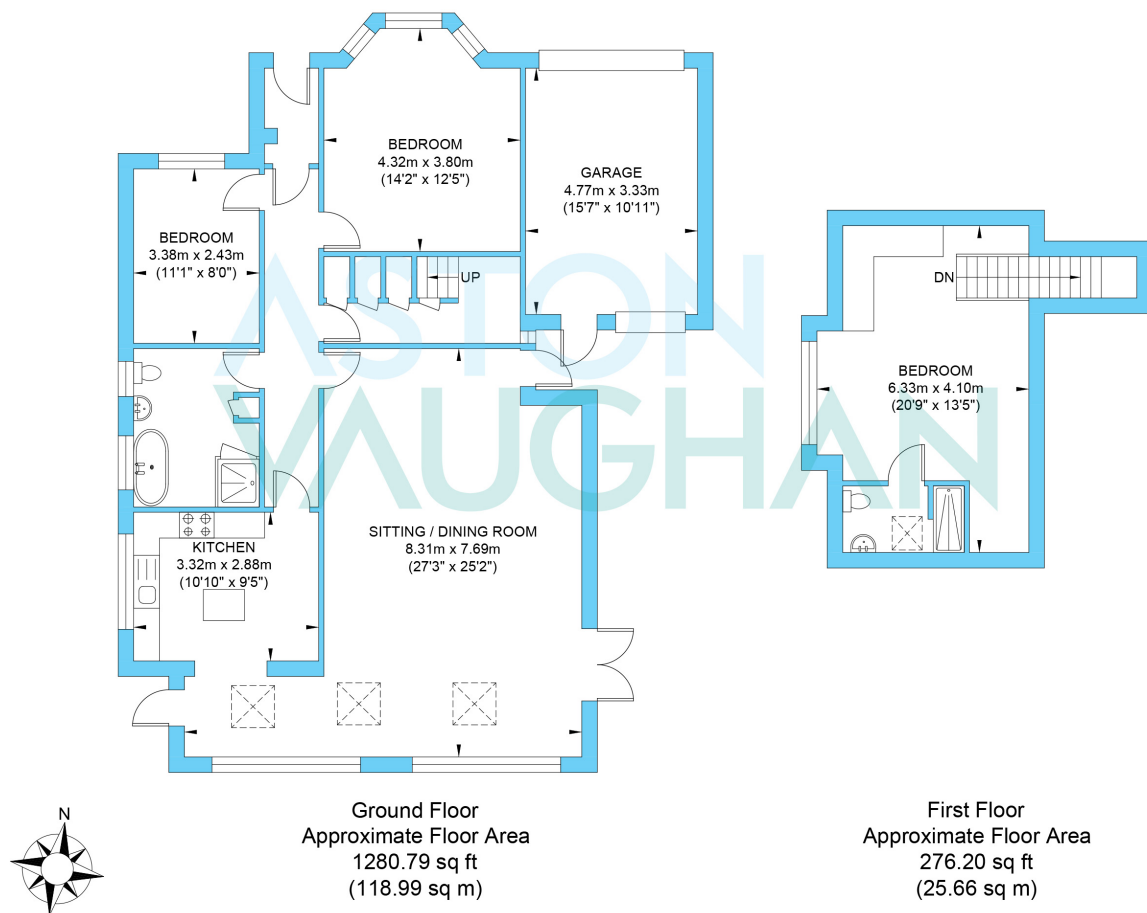 BEDROOM
4.32m x 3.80m
(14'2" x 12'5")
GARAGE
4.77m x 3.33m
(15'7" x 10'11")
BEDROOM
3.38m x 2.43m
(11'1" x 8'0")
UP
DN
ASTON
VAUGHAN
BEDROOM
6.33m x 4.10m
(20'9" x 13'5")
SITTING / DINING ROOM
8.31m x 7.69m
(27'3" x 25'2")
KITCHEN
3.32m x 2.88m
(10'10" x 9'5")
N
Ground Floor
Approximate Floor Area
1280.79 sq ft
(118.99 sq m)
First Floor
Approximate Floor Area
276.20 sq ft
(25.66 sq m)